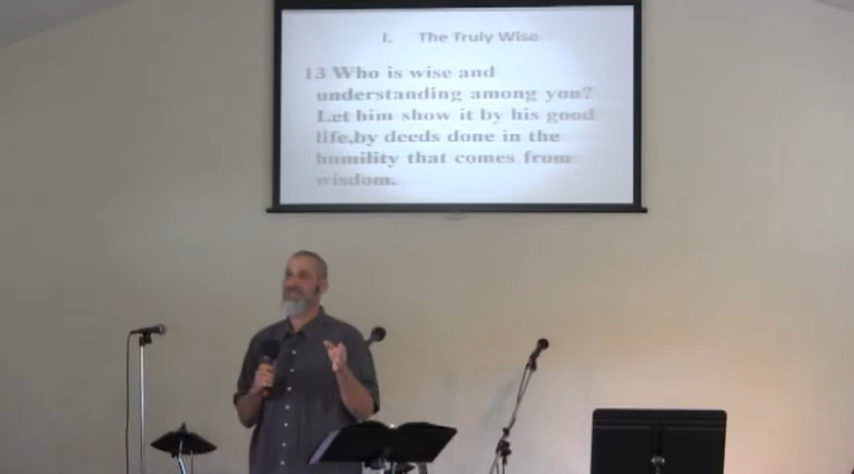 I. The Truly Wise
13 Who is wise and
understanding among you?
Let him show it by his good
life,by deeds done in the
humility that comes from
wisdom.